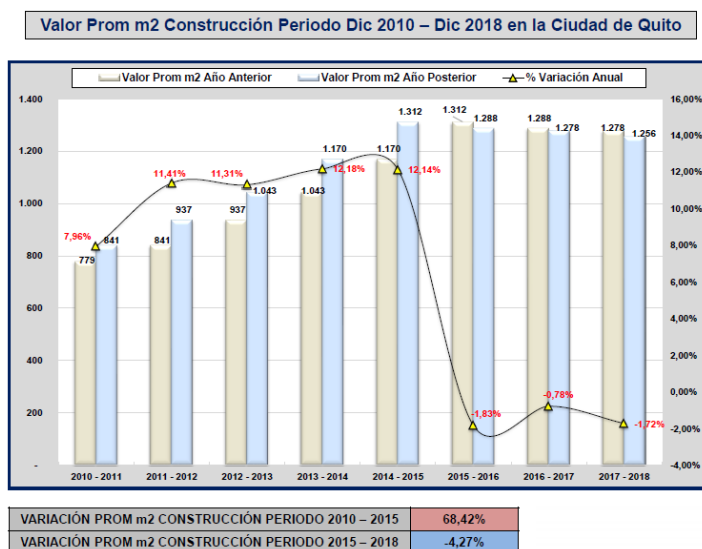 Valor Prom m2 Construcción Periodo Dic 2010 – Dic 2018 en la Ciudad de Quito
Valor Prom m2 Año Anterior Valor Prom m2 Año Posterior % Variación Anual
1.400
1.200
1.000
800
600
400
200
-
16,00%
14,00%
12,00%
10,00%
8,00%
6,00%
4,00%
2,00%
0,00%
-2,00%
-4,00%
779 841 7,96%
841 937 11,41%
937 1.043 11,31%
1.043 1.170 12,18%
1.170 1.312 12,14%
1.312 1.288 -1,83%
1.288 1.278 -0,78%
1.278 1.256 -1,72%
2010 - 2011 2011 - 2012 2012 - 2013 2013 - 2014 2014 - 2015 2015 - 2016 2016 - 2017 2017 - 2018
VARIACIÓN PROM m2 CONSTRUCCIÓN PERIODO 2010 – 2015 68,42%
VARIACIÓN PROM m2 CONSTRUCCIÓN PERIODO 2015 – 2018 -4,27%